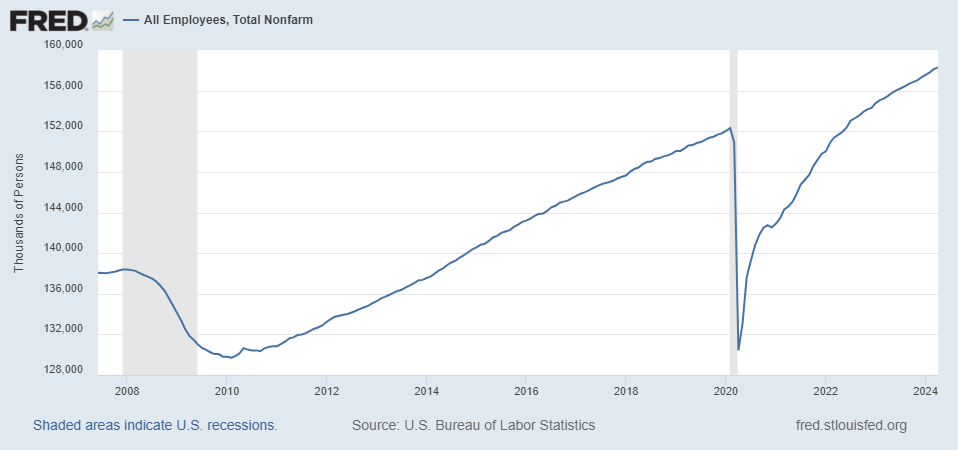 FRED All Employees, Total Nonfarm
160,000
156,000
152,000
148,000
144,000
140,000
136,000
132,000
128,000
Thousands of Persons
2008 2010 2012 2014 2016 2018 2020 2022 2024
Shaded areas indicate U.S. recessions. Source: U.S. Bureau of Labor Statistics fred.stlouisfed.org